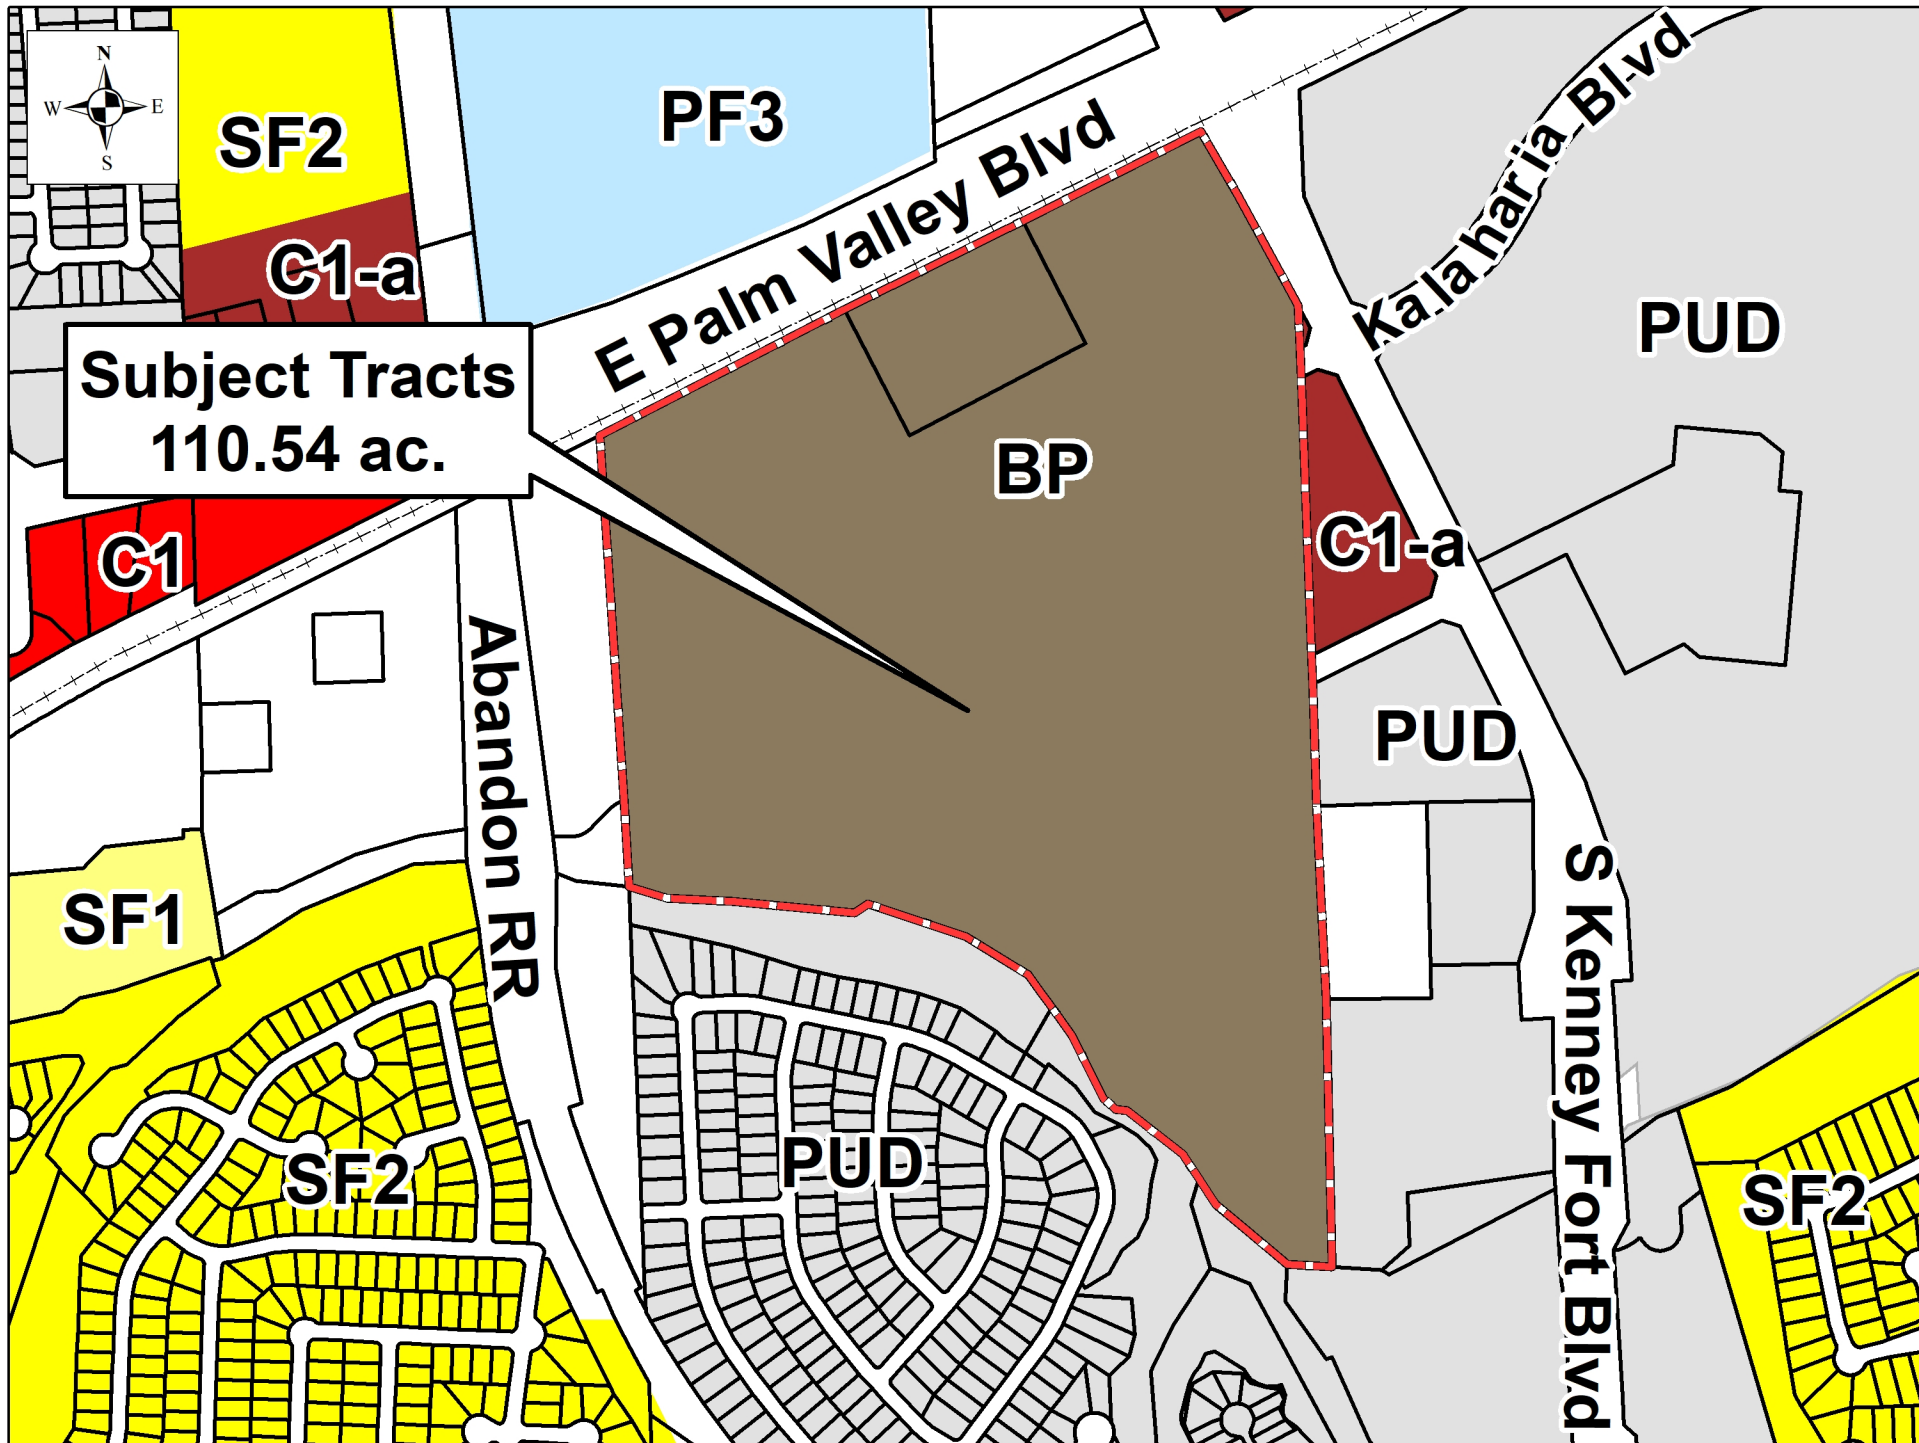 N
W E
S
SF2
PF3
E Palm Valley Blvd
Kalaharia Blvd
C1-a
PUD
Subject Tracts
110.54 ac.
BP
C1
C1-a
Abandon RR
PUD
SF1
S Kenney Fort Blvd
SF2
PUD
SF2